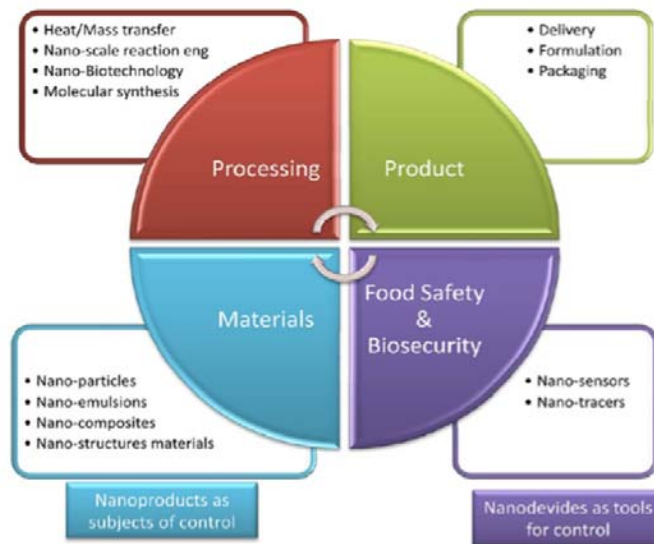 • Heat/Mass transfer
• Nano-scale reaction eng
• Nano-Biotechnology
• Molecular synthesis
• Delivery
• Formulation
• Packaging
Processing
Product
Materials
Food Safety
&
Biosecurity
• Nano-particles
• Nano-emulsions
• Nano-composites
• Nano-structures materials
• Nano-sensors
• Nano-tracers
Nanoproducts as
subjects of control
Nanodevides as tools
for control